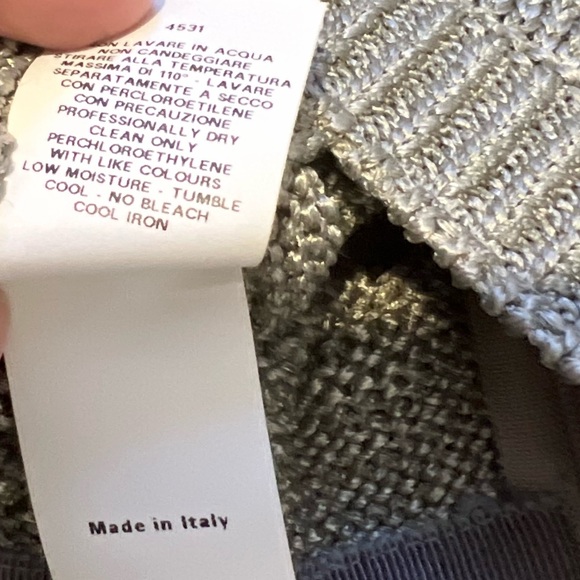 4531
NON LAVARE IN ACQUA
NON CANDEGGIARE
STIRARE ALLA TEMPERATURA
MASSIMA DI 110° - LAVARE
SEPARATAMENTE A SECCO
CON PERCLOROETILENE
CON PRECAUZIONE
PROFESSIONALLY DRY
CLEAN ONLY
PERCHLOROETHYLENE
WITH LIKE COLOURS
LOW MOISTURE - TUMBLE
COOL - NO BLEACH
COOL IRON
Made in Italy